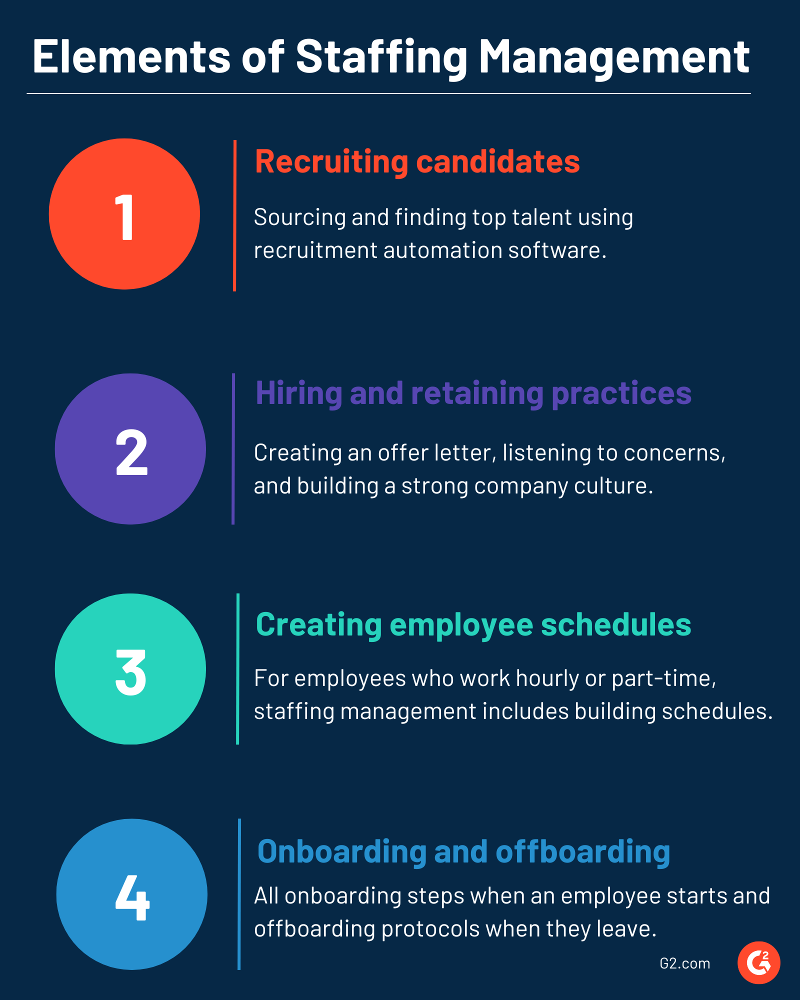 Elements of Staffing Management
1
Recruiting candidates
Sourcing and finding top talent using
recruitment automation software.
2
Hiring and retaining practices
Creating an offer letter, listening to concerns,
and building a strong company culture.
3
Creating employee schedules
For employees who work hourly or part-time,
staffing management includes building schedules.
4
Onboarding and offboarding
All onboarding steps when an employee starts and
offboarding protocols when they leave.
G2.com
G2